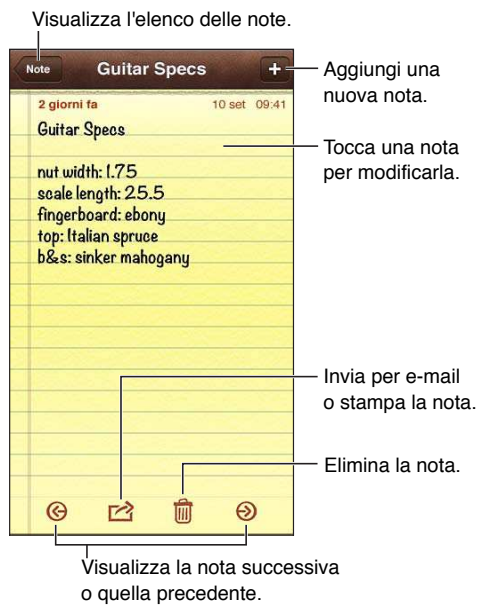 Visualizza l'elenco delle note.
Note
Guitar Specs
+
Aggiungi una
nuova nota.
2 giorni fa
10 set 09:41
Guitar Specs
Tocca una nota
per modificarla.
nut width: 1.75
scale length: 25.5
fingerboard: ebony
top: Italian spruce
b&s: sinker mahogany
Invia per e-mail
o stampa la nota.
Elimina la nota.
Visualizza la nota successiva
o quella precedente.